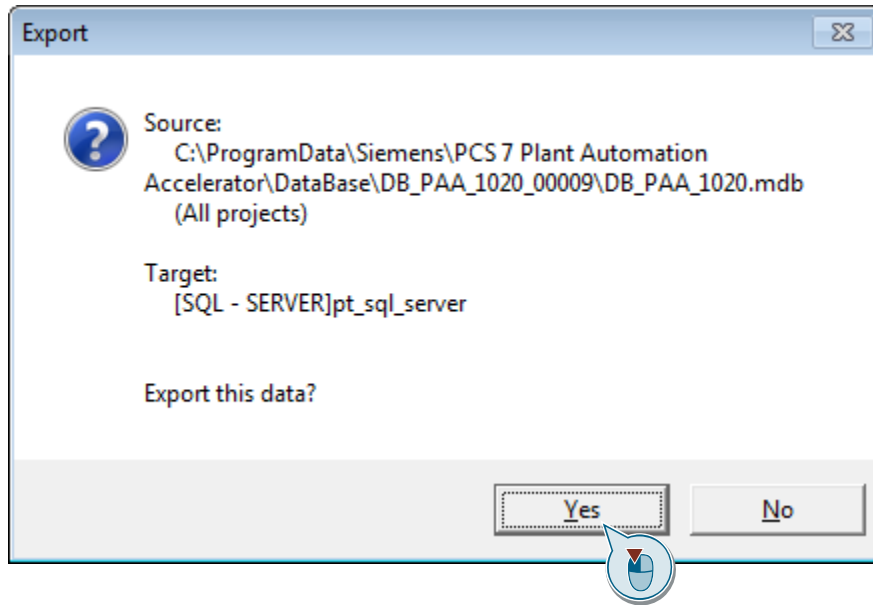 Export
Source:
C:\ProgramData\Siemens\PCS 7 Plant Automation
Accelerator\DataBase\DB_PAA_1020_00009\DB_PAA_1020.mdb
(All projects)
Target:
[SQL - SERVER]pt_sql_server
Export this data?
Yes
No